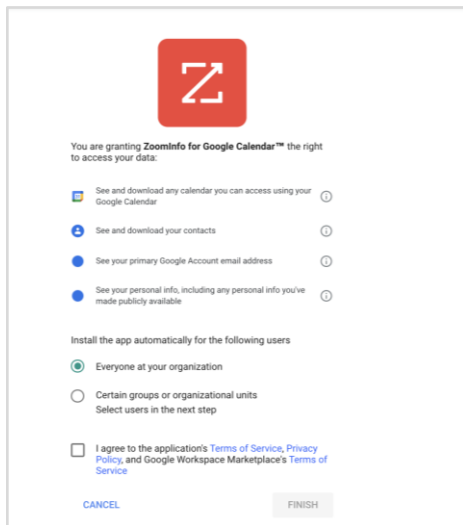 You are granting ZoomInfo for Google Calendar™ the right
to access your data:
See and download any calendar you can access using your
Google Calendar
See and download your contacts
See your primary Google Account email address
See your personal info, including any personal info you've
made publicly available
Install the app automatically for the following users
Everyone at your organization
Certain groups or organizational units
Select users in the next step
I agree to the application's Terms of Service, Privacy
Policy, and Google Workspace Marketplace's Terms of
Service
CANCEL
FINISH